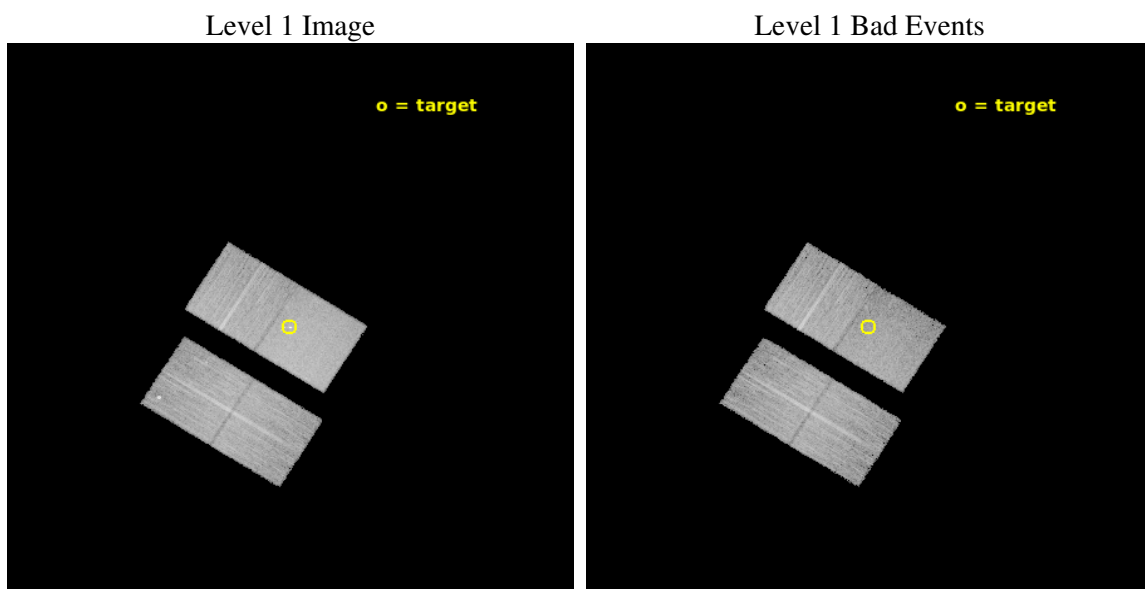 Level 1 Image
Level 1 Bad Events
o = target
o = target